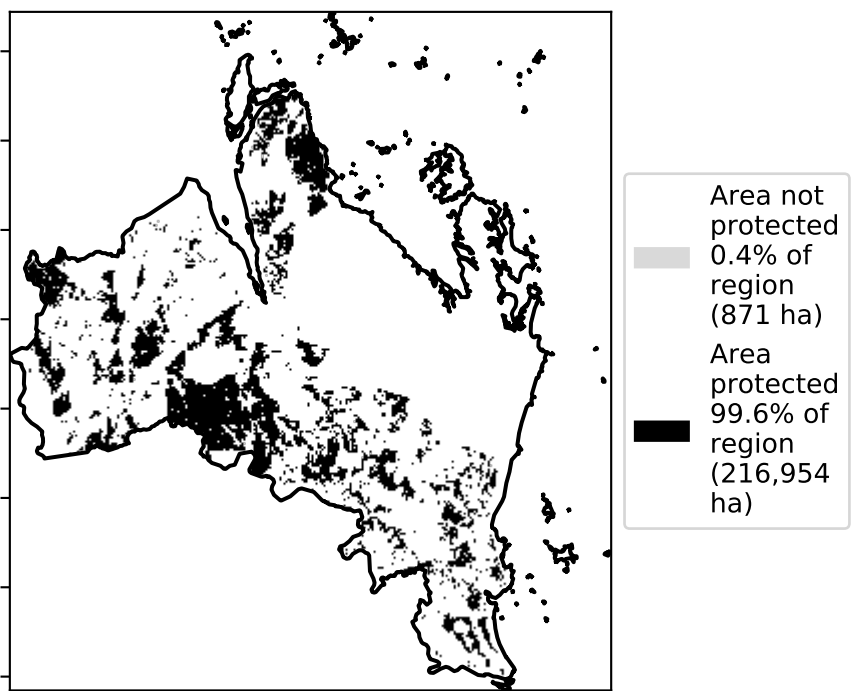 Area not
protected
0.4% of
region
(871 ha)
Area
protected
99.6% of
region
(216,954
ha)